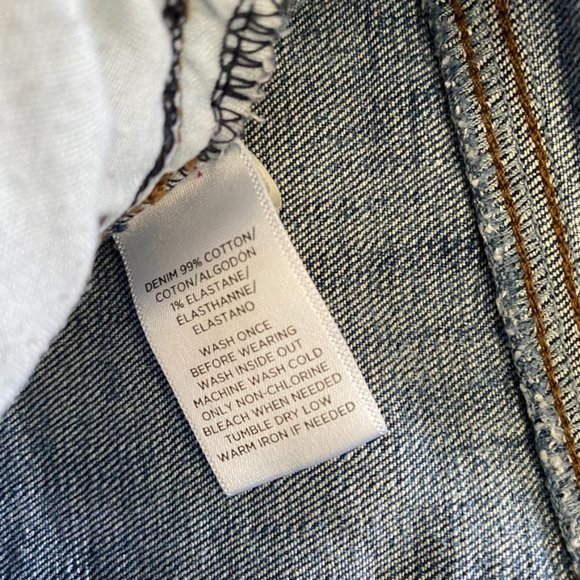 DENIM 99% COTTON/
COTON/ALGODÓN
1% ELASTANE/
ÉLASTHANNE/
ELASTANO
WASH ONCE
BEFORE WEARING
WASH INSIDE OUT
MACHINE WASH COLD
ONLY NON-CHLORINE
BLEACH WHEN NEEDED
TUMBLE DRY LOW
WARM IRON IF NEEDED